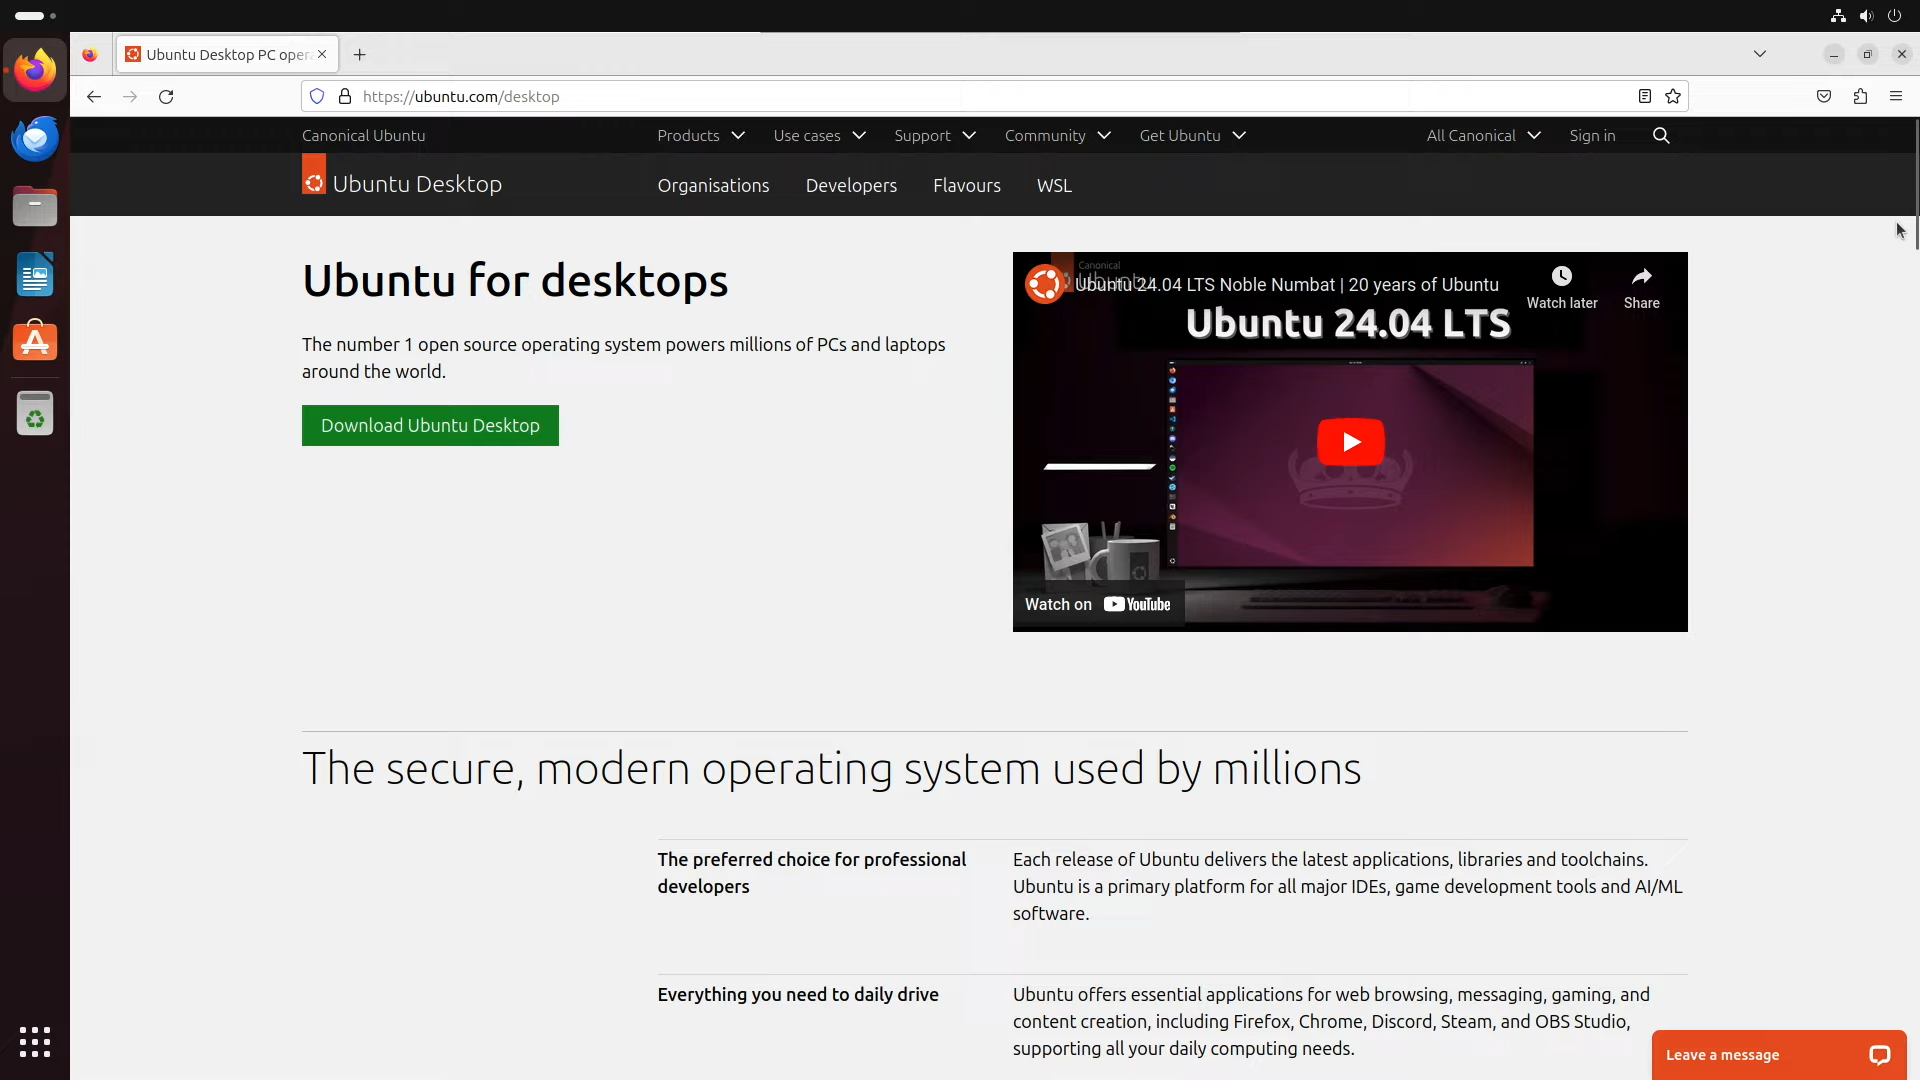 Ubuntu Desktop PC opera
https://ubuntu.com/desktop
Canonical Ubuntu
Products
Use cases
Support
Community
Get Ubuntu
All Canonical
Sign in
Ubuntu Desktop
Organisations
Developers
Flavours
WSL
Ubuntu for desktops
The number 1 open source operating system powers millions of PCs and laptops
around the world.
Download Ubuntu Desktop
Canonical
Ubuntu
Ubuntu 24.04 LTS Noble Numbat | 20 years of Ubuntu
Watch later
Share
Ubuntu 24.04 LTS
Watch on YouTube
The secure, modern operating system used by millions
The preferred choice for professional
developers
Each release of Ubuntu delivers the latest applications, libraries and toolchains.
Ubuntu is a primary platform for all major IDEs, game development tools and AI/ML
software.
Everything you need to daily drive
Ubuntu offers essential applications for web browsing, messaging, gaming, and
content creation, including Firefox, Chrome, Discord, Steam, and OBS Studio,
supporting all your daily computing needs.
Leave a message